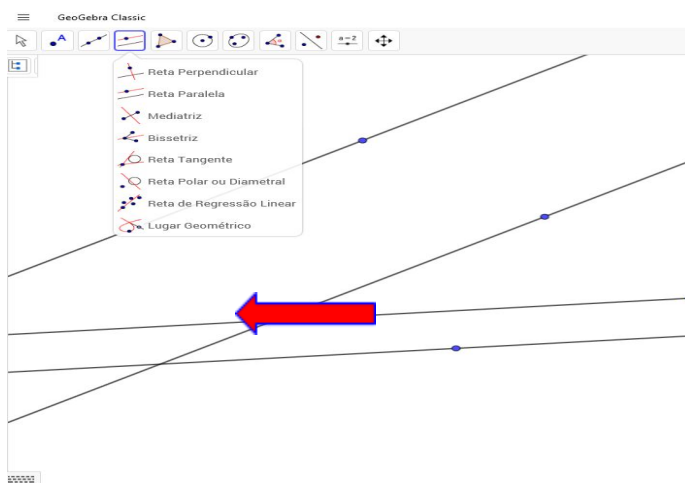 GeoGebra Classic
A
a=2
Reta Perpendicular
Reta Paralela
Mediatriz
Bissetriz
Reta Tangente
Reta Polar ou Diametral
Reta de Regressão Linear
Lugar Geométrico